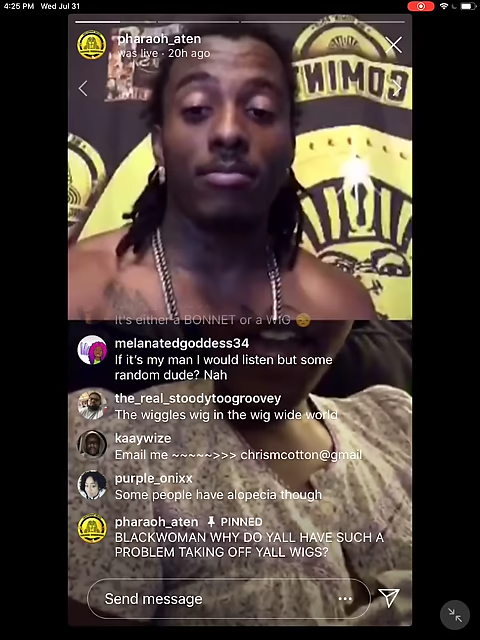 4:25 PM Wed Jul 31
pharaoh_aten
was live · 20h ago
GOMIN
It's either a BONNET or a WIG 😔
melanatedgoddess34
If it's my man I would listen but some
random dude? Nah
the_real_stoodytoogroovey
The wiggles wig in the wig wide world
kaaywize
Email me ~~~~~>>> chrismcotton@gmail
purple_onixx
Some people have alopecia though
pharaoh_aten PINNED
BLACKWOMAN WHY DO YALL HAVE SUCH A
PROBLEM TAKING OFF YALL WIGS?
Send message